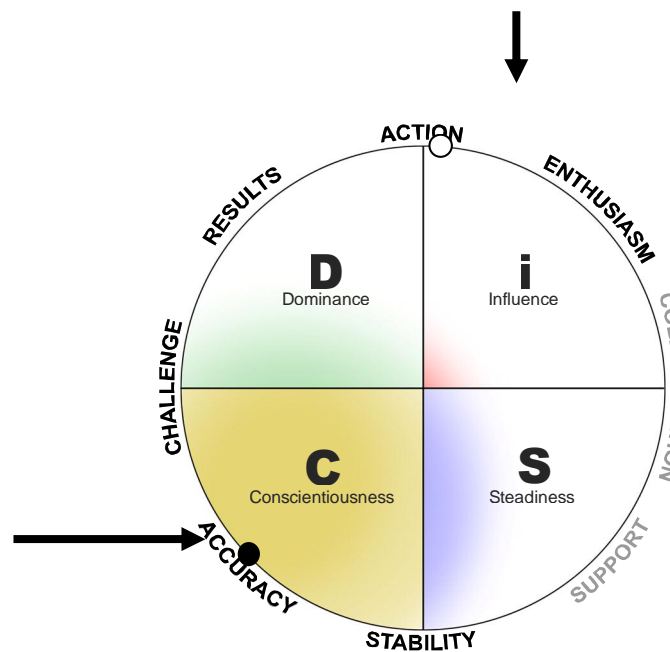 ACTION
RESULTS
ENTHUSIASM
D
Dominance
i
Influence
CHALLENGE
C
Conscientiousness
S
Steadiness
ACCURACY
SUPPORT
STABILITY